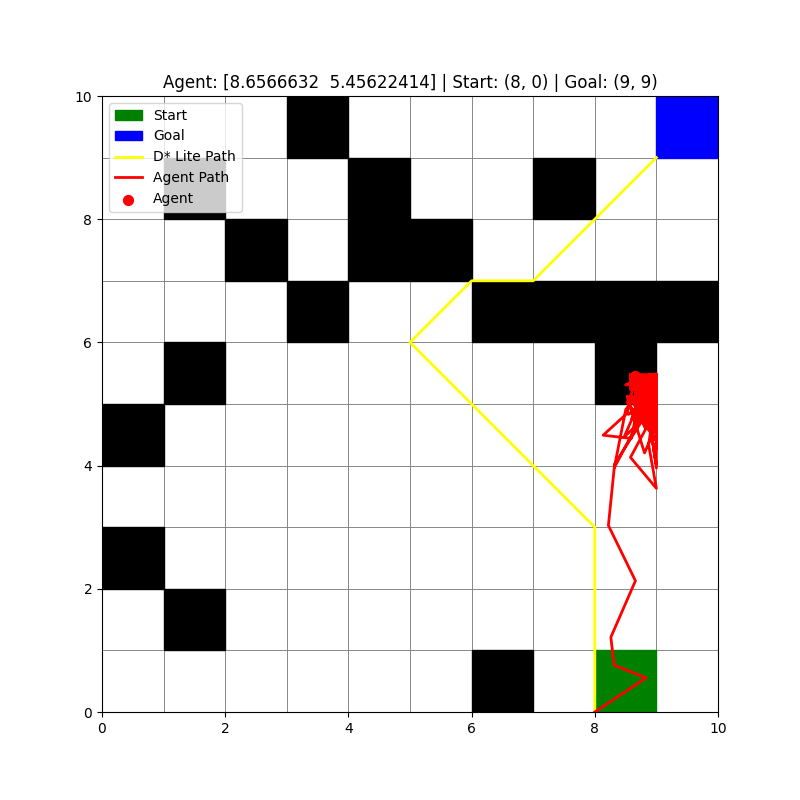 Agent: [8.6566632  5.45622414] | Start: (8, 0) | Goal: (9, 9)
Start
Goal
D* Lite Path
Agent Path
Agent
10
8
6
4
2
0
0 2 4 6 8 10